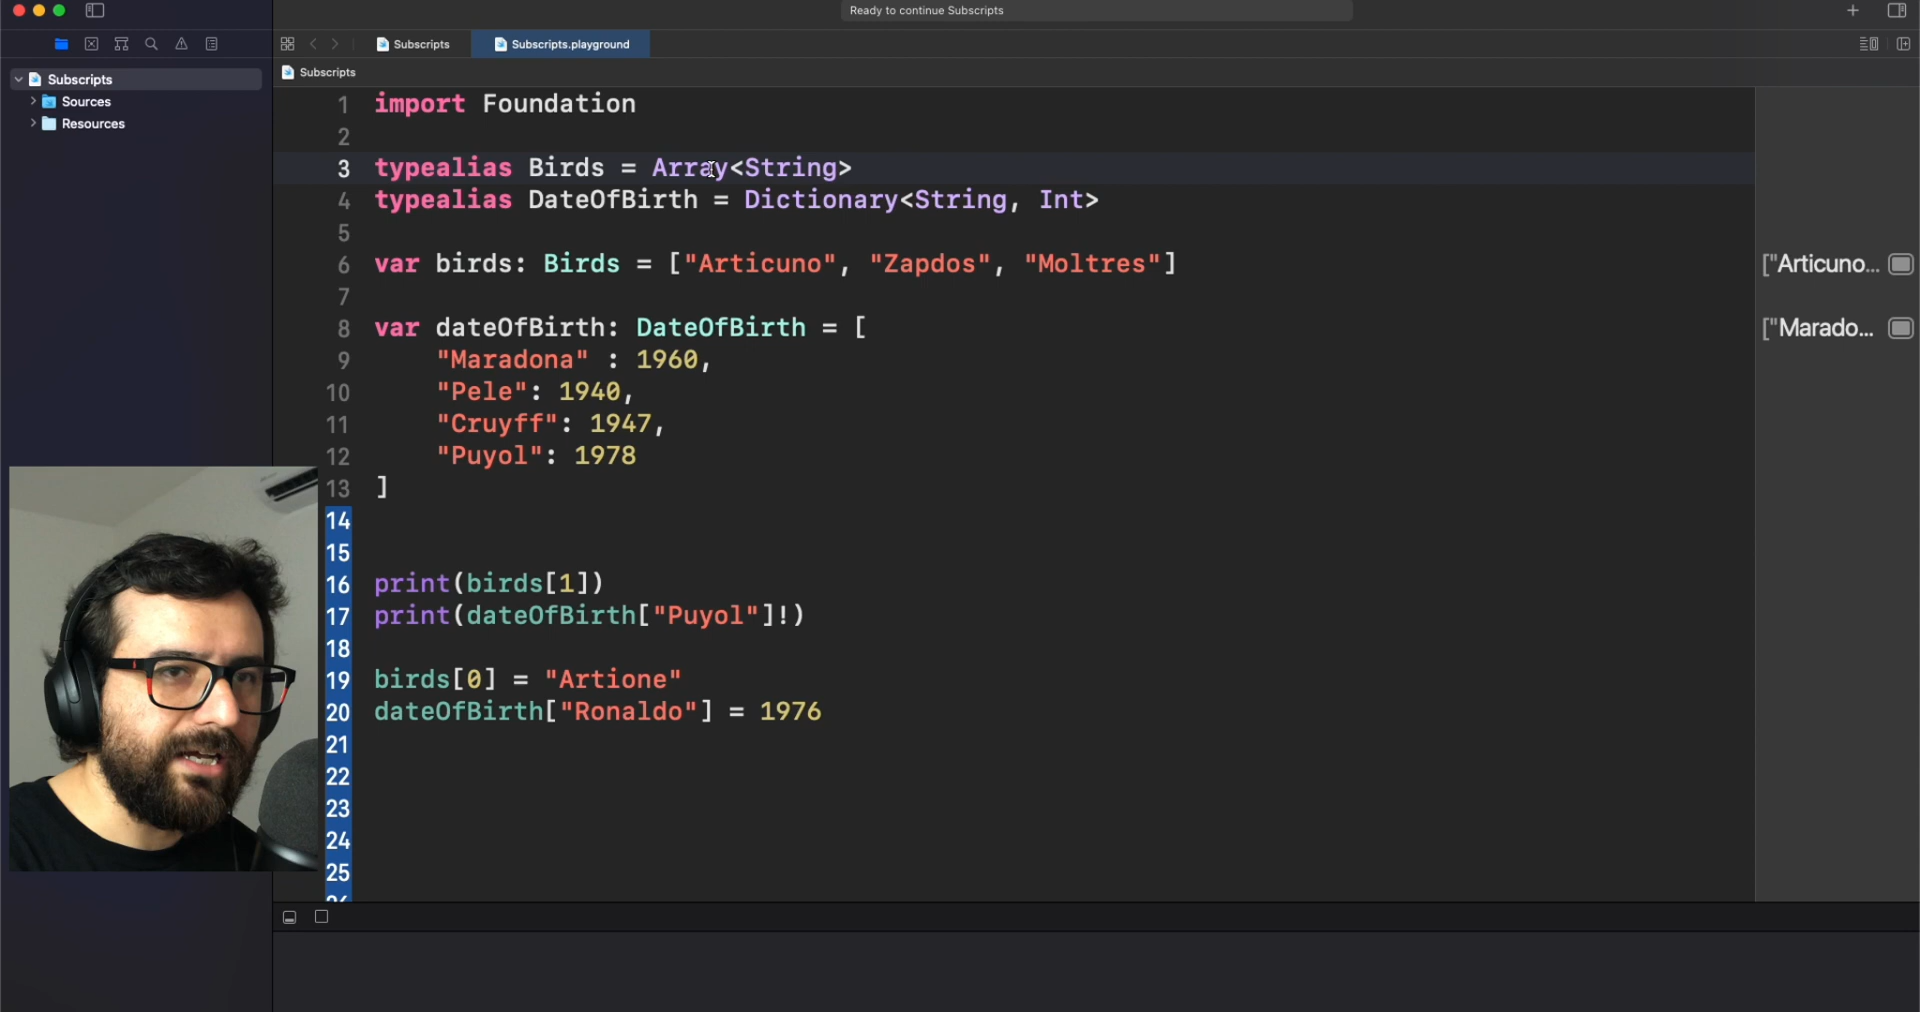 Ready to continue Subscripts
Subscripts
Subscripts.playground
Subscripts
Subscripts
Sources
Resources
1 import Foundation
2
3 typealias Birds = Array<String>
4 typealias DateOfBirth = Dictionary<String, Int>
5
6 var birds: Birds = ["Articuno", "Zapdos", "Moltres"]
["Articuno...
7
8 var dateOfBirth: DateOfBirth = [
["Marado...
9 "Maradona" : 1960,
10 "Pele": 1940,
11 "Cruyff": 1947,
12 "Puyol": 1978
13 ]
14
15
16 print(birds[1])
17 print(dateOfBirth["Puyol"]!)
18
19 birds[0] = "Artione"
20 dateOfBirth["Ronaldo"] = 1976
21
22
23
24
25